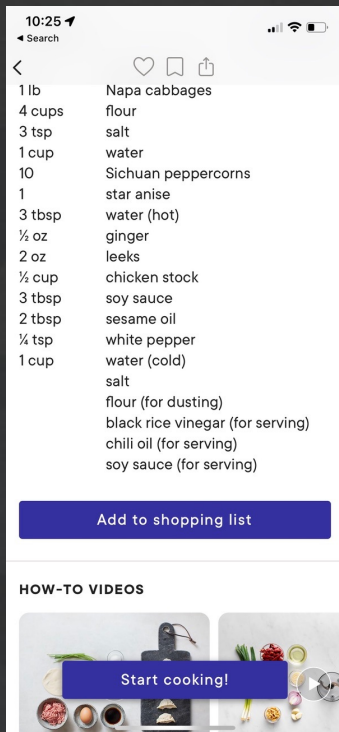 10:25
◂ Search
1 lb Napa cabbages
4 cups flour
3 tsp salt
1 cup water
10 Sichuan peppercorns
1 star anise
3 tbsp water (hot)
½ oz ginger
2 oz leeks
½ cup chicken stock
3 tbsp soy sauce
2 tbsp sesame oil
¼ tsp white pepper
1 cup water (cold)
salt
flour (for dusting)
black rice vinegar (for serving)
chili oil (for serving)
soy sauce (for serving)
Add to shopping list
HOW-TO VIDEOS
Start cooking!